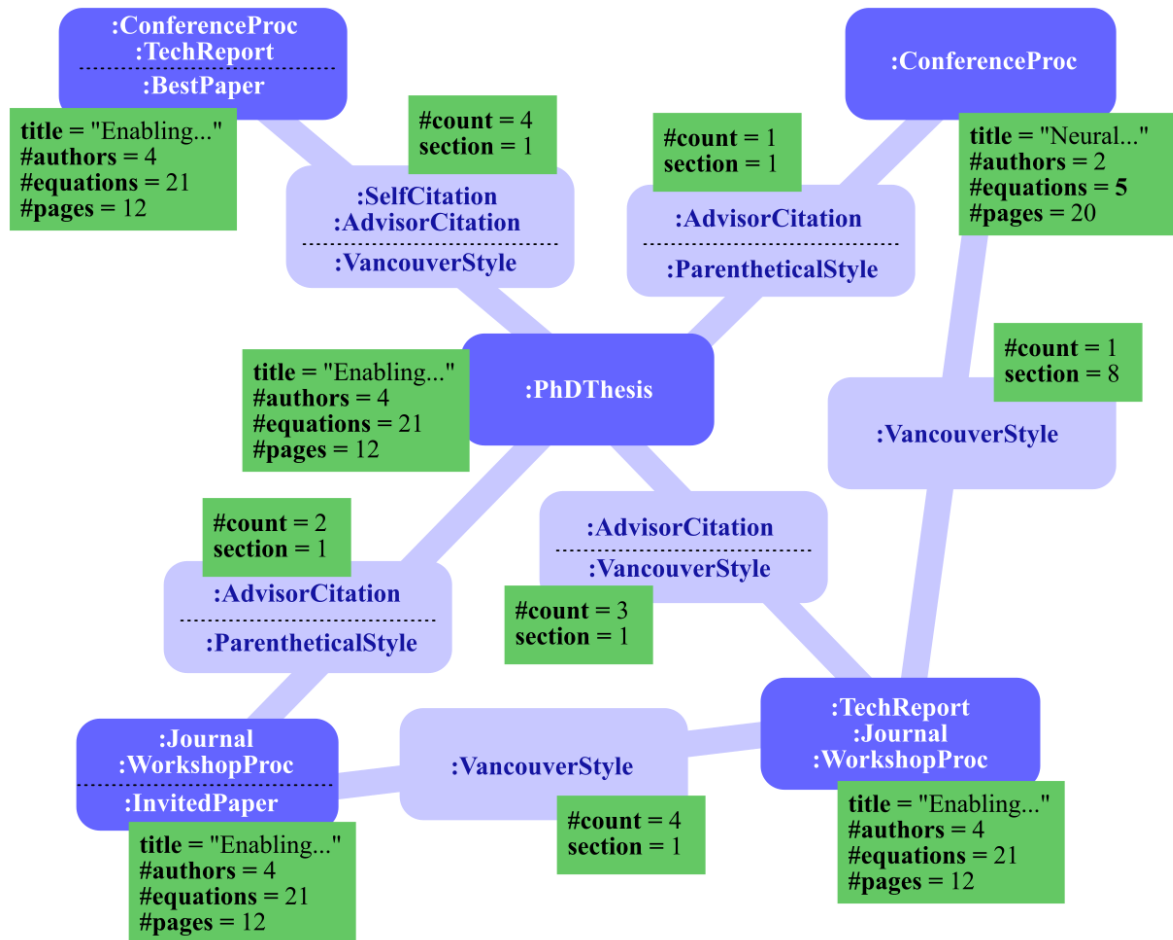 :ConferenceProc
:TechReport
:BestPaper
title = "Enabling..."
#authors = 4
#equations = 21
#pages = 12
#count = 4
section = 1
:SelfCitation
:AdvisorCitation
:VancouverStyle
#count = 1
section = 1
:AdvisorCitation
:ParentheticalStyle
:ConferenceProc
title = "Neural..."
#authors = 2
#equations = 5
#pages = 20
title = "Enabling..."
#authors = 4
#equations = 21
#pages = 12
:PhDThesis
#count = 1
section = 8
:VancouverStyle
#count = 2
section = 1
:AdvisorCitation
:ParentheticalStyle
:AdvisorCitation
:VancouverStyle
#count = 3
section = 1
:Journal
:WorkshopProc
:InvitedPaper
title = "Enabling..."
#authors = 4
#equations = 21
#pages = 12
:VancouverStyle
#count = 4
section = 1
:TechReport
:Journal
:WorkshopProc
title = "Enabling..."
#authors = 4
#equations = 21
#pages = 12